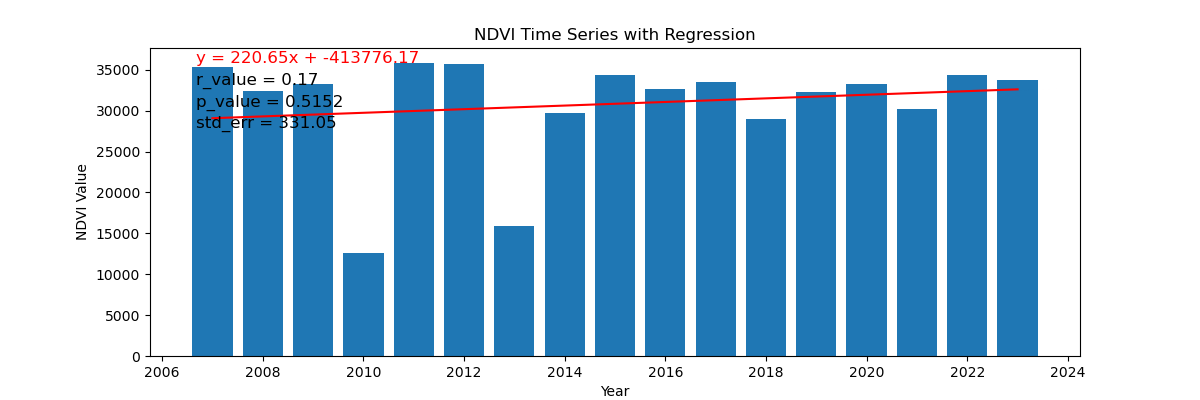 NDVI Time Series with Regression
y = 220.65x + -413776.17
r_value = 0.17
p_value = 0.5152
std_err = 331.05
NDVI Value
35000
30000
25000
20000
15000
10000
5000
0
2006 2008 2010 2012 2014 2016 2018 2020 2022 2024
Year